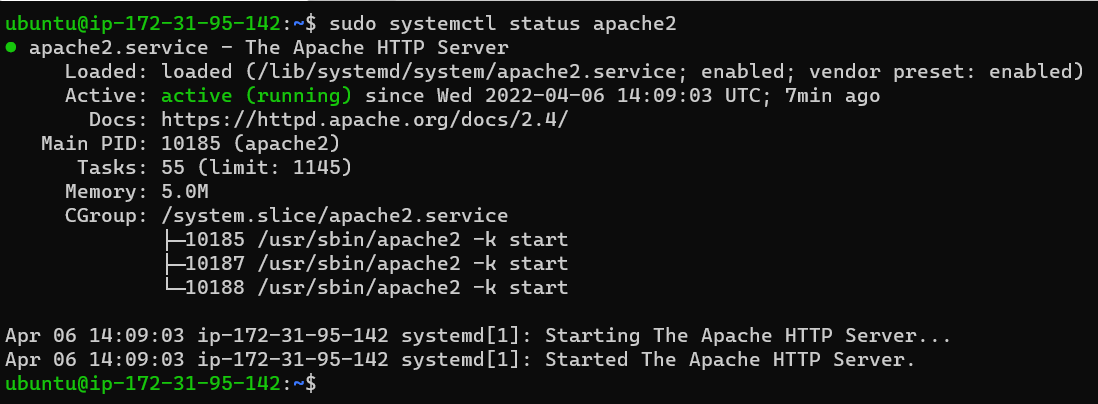 ubuntu@ip-172-31-95-142:~$ sudo systemctl status apache2
● apache2.service - The Apache HTTP Server
     Loaded: loaded (/lib/systemd/system/apache2.service; enabled; vendor preset: enabled)
     Active: active (running) since Wed 2022-04-06 14:09:03 UTC; 7min ago
       Docs: https://httpd.apache.org/docs/2.4/
   Main PID: 10185 (apache2)
      Tasks: 55 (limit: 1145)
     Memory: 5.0M
     CGroup: /system.slice/apache2.service
             ├─10185 /usr/sbin/apache2 -k start
             ├─10187 /usr/sbin/apache2 -k start
             └─10188 /usr/sbin/apache2 -k start

Apr 06 14:09:03 ip-172-31-95-142 systemd[1]: Starting The Apache HTTP Server...
Apr 06 14:09:03 ip-172-31-95-142 systemd[1]: Started The Apache HTTP Server.
ubuntu@ip-172-31-95-142:~$